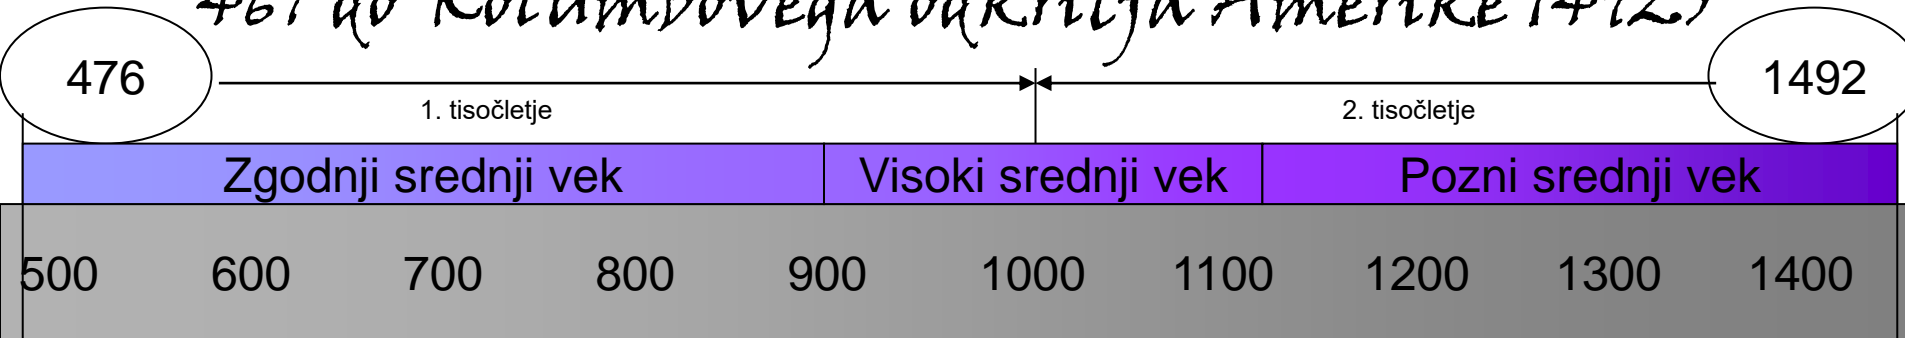 467 do Kolumbovega odkritja Amerike 1492)
476
1492
1. tisočletje
2. tisočletje
Zgodnji srednji vek
Visoki srednji vek
Pozni srednji vek
500 600 700 800 900 1000 1100 1200 1300 1400